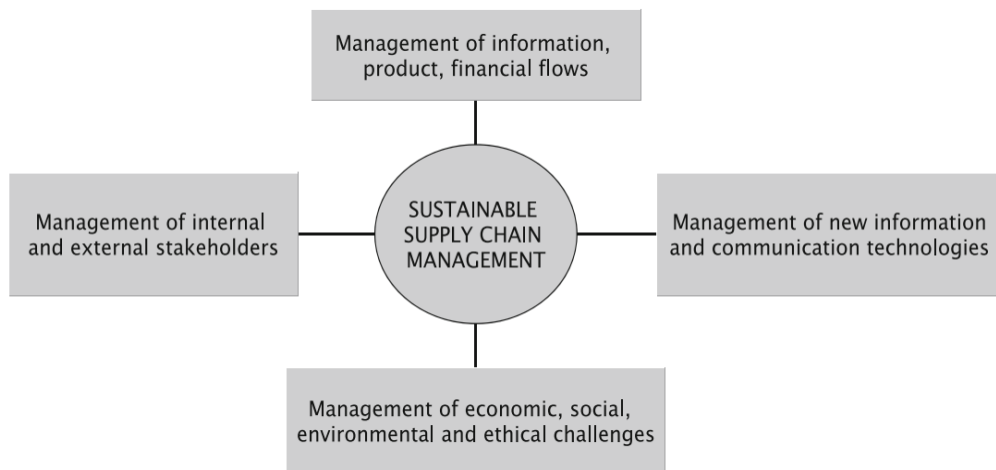 Management of information,
product, financial flows
Management of internal
and external stakeholders
SUSTAINABLE
SUPPLY CHAIN
MANAGEMENT
Management of new information
and communication technologies
Management of economic, social,
environmental and ethical challenges